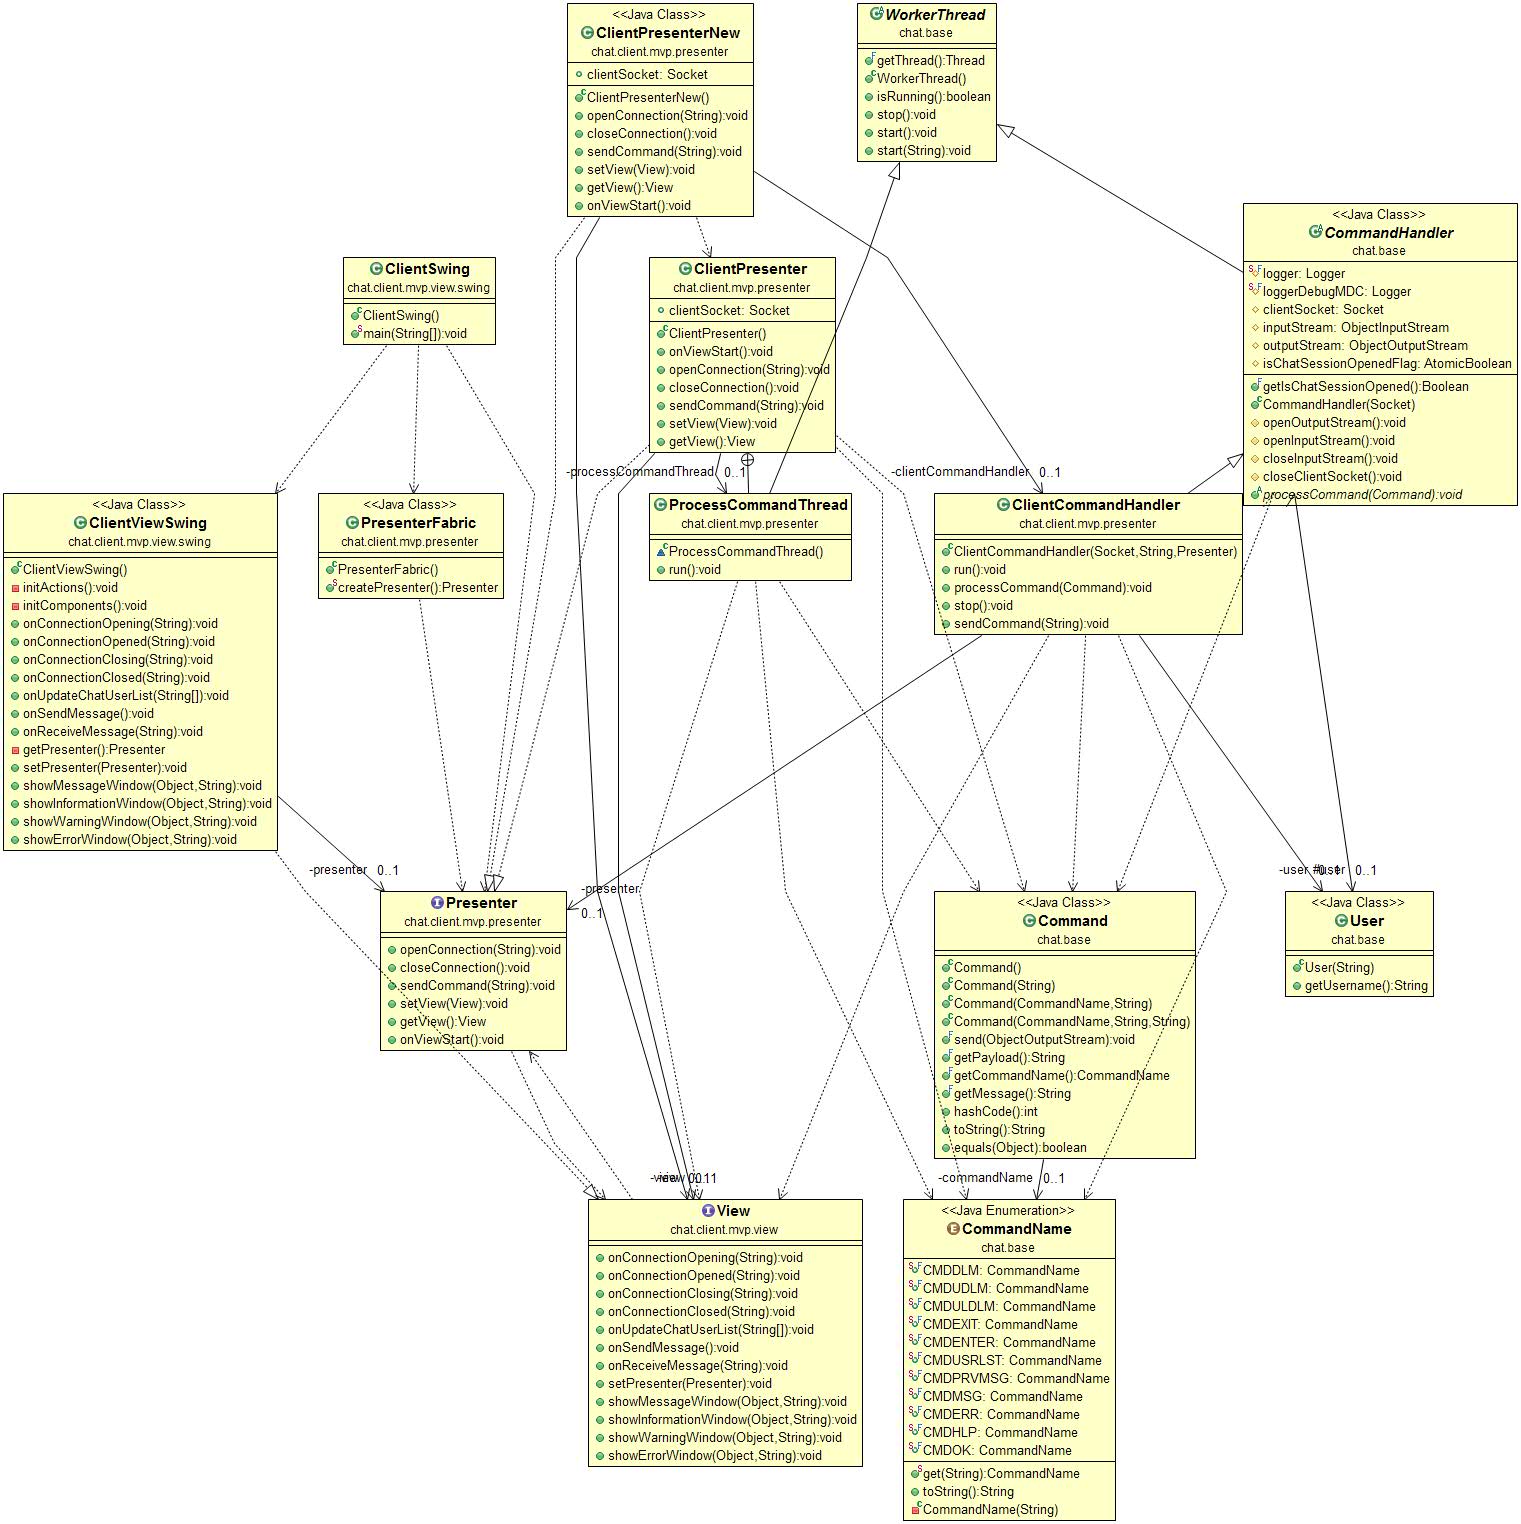 <<Java Class>>
ClientPresenterNew
chat.client.mvp.presenter
clientSocket: Socket
ClientPresenterNew()
openConnection(String):void
closeConnection():void
sendCommand(String):void
setView(View):void
getView():View
onViewStart():void
WorkerThread
chat.base
getThread():Thread
WorkerThread()
isRunning():boolean
stop():void
start():void
start(String):void
<<Java Class>>
CommandHandler
chat.base
logger: Logger
loggerDebugMDC: Logger
clientSocket: Socket
inputStream: ObjectInputStream
outputStream: ObjectOutputStream
isChatSessionOpenedFlag: AtomicBoolean
getIsChatSessionOpened():Boolean
CommandHandler(Socket)
openOutputStream():void
openInputStream():void
closeInputStream():void
closeClientSocket():void
processCommand(Command):void
ClientSwing
chat.client.mvp.view.swing
ClientSwing()
main(String[]):void
ClientPresenter
chat.client.mvp.presenter
clientSocket: Socket
ClientPresenter()
onViewStart():void
openConnection(String):void
closeConnection():void
sendCommand(String):void
setView(View):void
getView():View
-processCommandThread 0..1
-clientCommandHandler 0..1
<<Java Class>>
ClientViewSwing
chat.client.mvp.view.swing
ClientViewSwing()
initActions():void
initComponents():void
onConnectionOpening(String):void
onConnectionOpened(String):void
onConnectionClosing(String):void
onConnectionClosed(String):void
onUpdateChatUserList(String[]):void
onSendMessage():void
onReceiveMessage(String):void
getPresenter():Presenter
setPresenter(Presenter):void
showMessageWindow(Object,String):void
showInformationWindow(Object,String):void
showWarningWindow(Object,String):void
showErrorWindow(Object,String):void
<<Java Class>>
PresenterFabric
chat.client.mvp.presenter
PresenterFabric()
createPresenter():Presenter
ProcessCommandThread
chat.client.mvp.presenter
ProcessCommandThread()
run():void
ClientCommandHandler
chat.client.mvp.presenter
ClientCommandHandler(Socket,String,Presenter)
run():void
processCommand(Command):void
stop():void
sendCommand(String):void
-presenter 0..1
-presenter
0..1
-user
#user
0..1
Presenter
chat.client.mvp.presenter
openConnection(String):void
closeConnection():void
sendCommand(String):void
setView(View):void
getView():View
onViewStart():void
<<Java Class>>
Command
chat.base
Command()
Command(String)
Command(CommandName,String)
Command(CommandName,String,String)
send(ObjectOutputStream):void
getPayload():String
getCommandName():CommandName
getMessage():String
hashCode():int
toString():String
equals(Object):boolean
<<Java Class>>
User
chat.base
User(String)
getUsername():String
-view
-commandName 0..1
View
chat.client.mvp.view
onConnectionOpening(String):void
onConnectionOpened(String):void
onConnectionClosing(String):void
onConnectionClosed(String):void
onUpdateChatUserList(String[]):void
onSendMessage():void
onReceiveMessage(String):void
setPresenter(Presenter):void
showMessageWindow(Object,String):void
showInformationWindow(Object,String):void
showWarningWindow(Object,String):void
showErrorWindow(Object,String):void
<<Java Enumeration>>
CommandName
chat.base
CMDDLM: CommandName
CMDUDLM: CommandName
CMDULDLM: CommandName
CMDEXIT: CommandName
CMDENTER: CommandName
CMDUSRLST: CommandName
CMDPRVMSG: CommandName
CMDMSG: CommandName
CMDERR: CommandName
CMDHLP: CommandName
CMDOK: CommandName
get(String):CommandName
toString():String
CommandName(String)